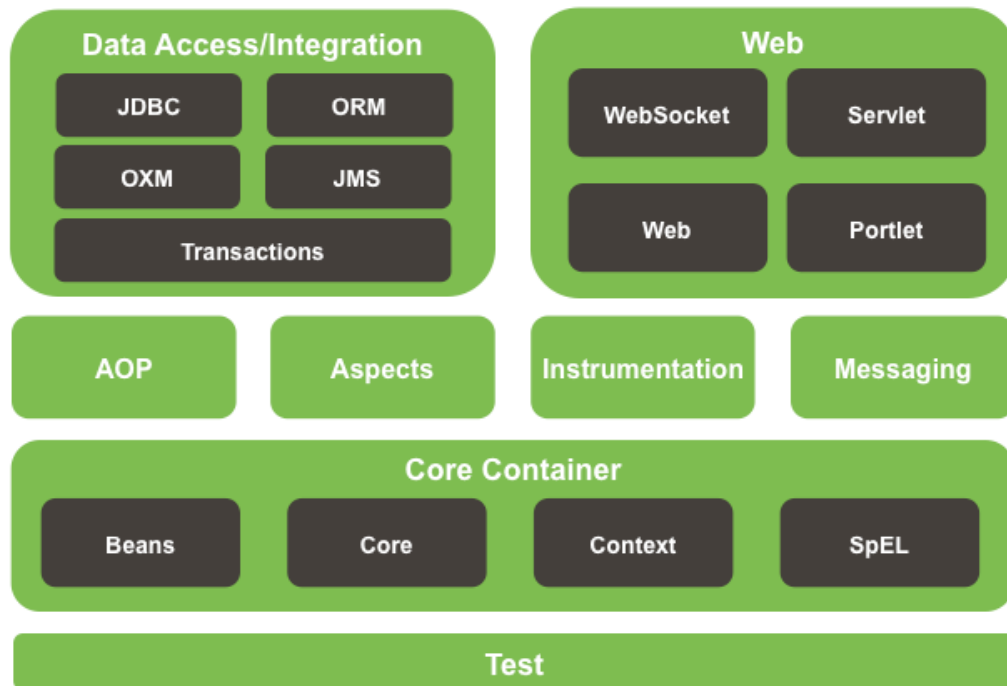 Data Access/Integration
JDBC
ORM
OXM
JMS
Transactions
Web
WebSocket
Servlet
Web
Portlet
AOP
Aspects
Instrumentation
Messaging
Core Container
Beans
Core
Context
SpEL
Test